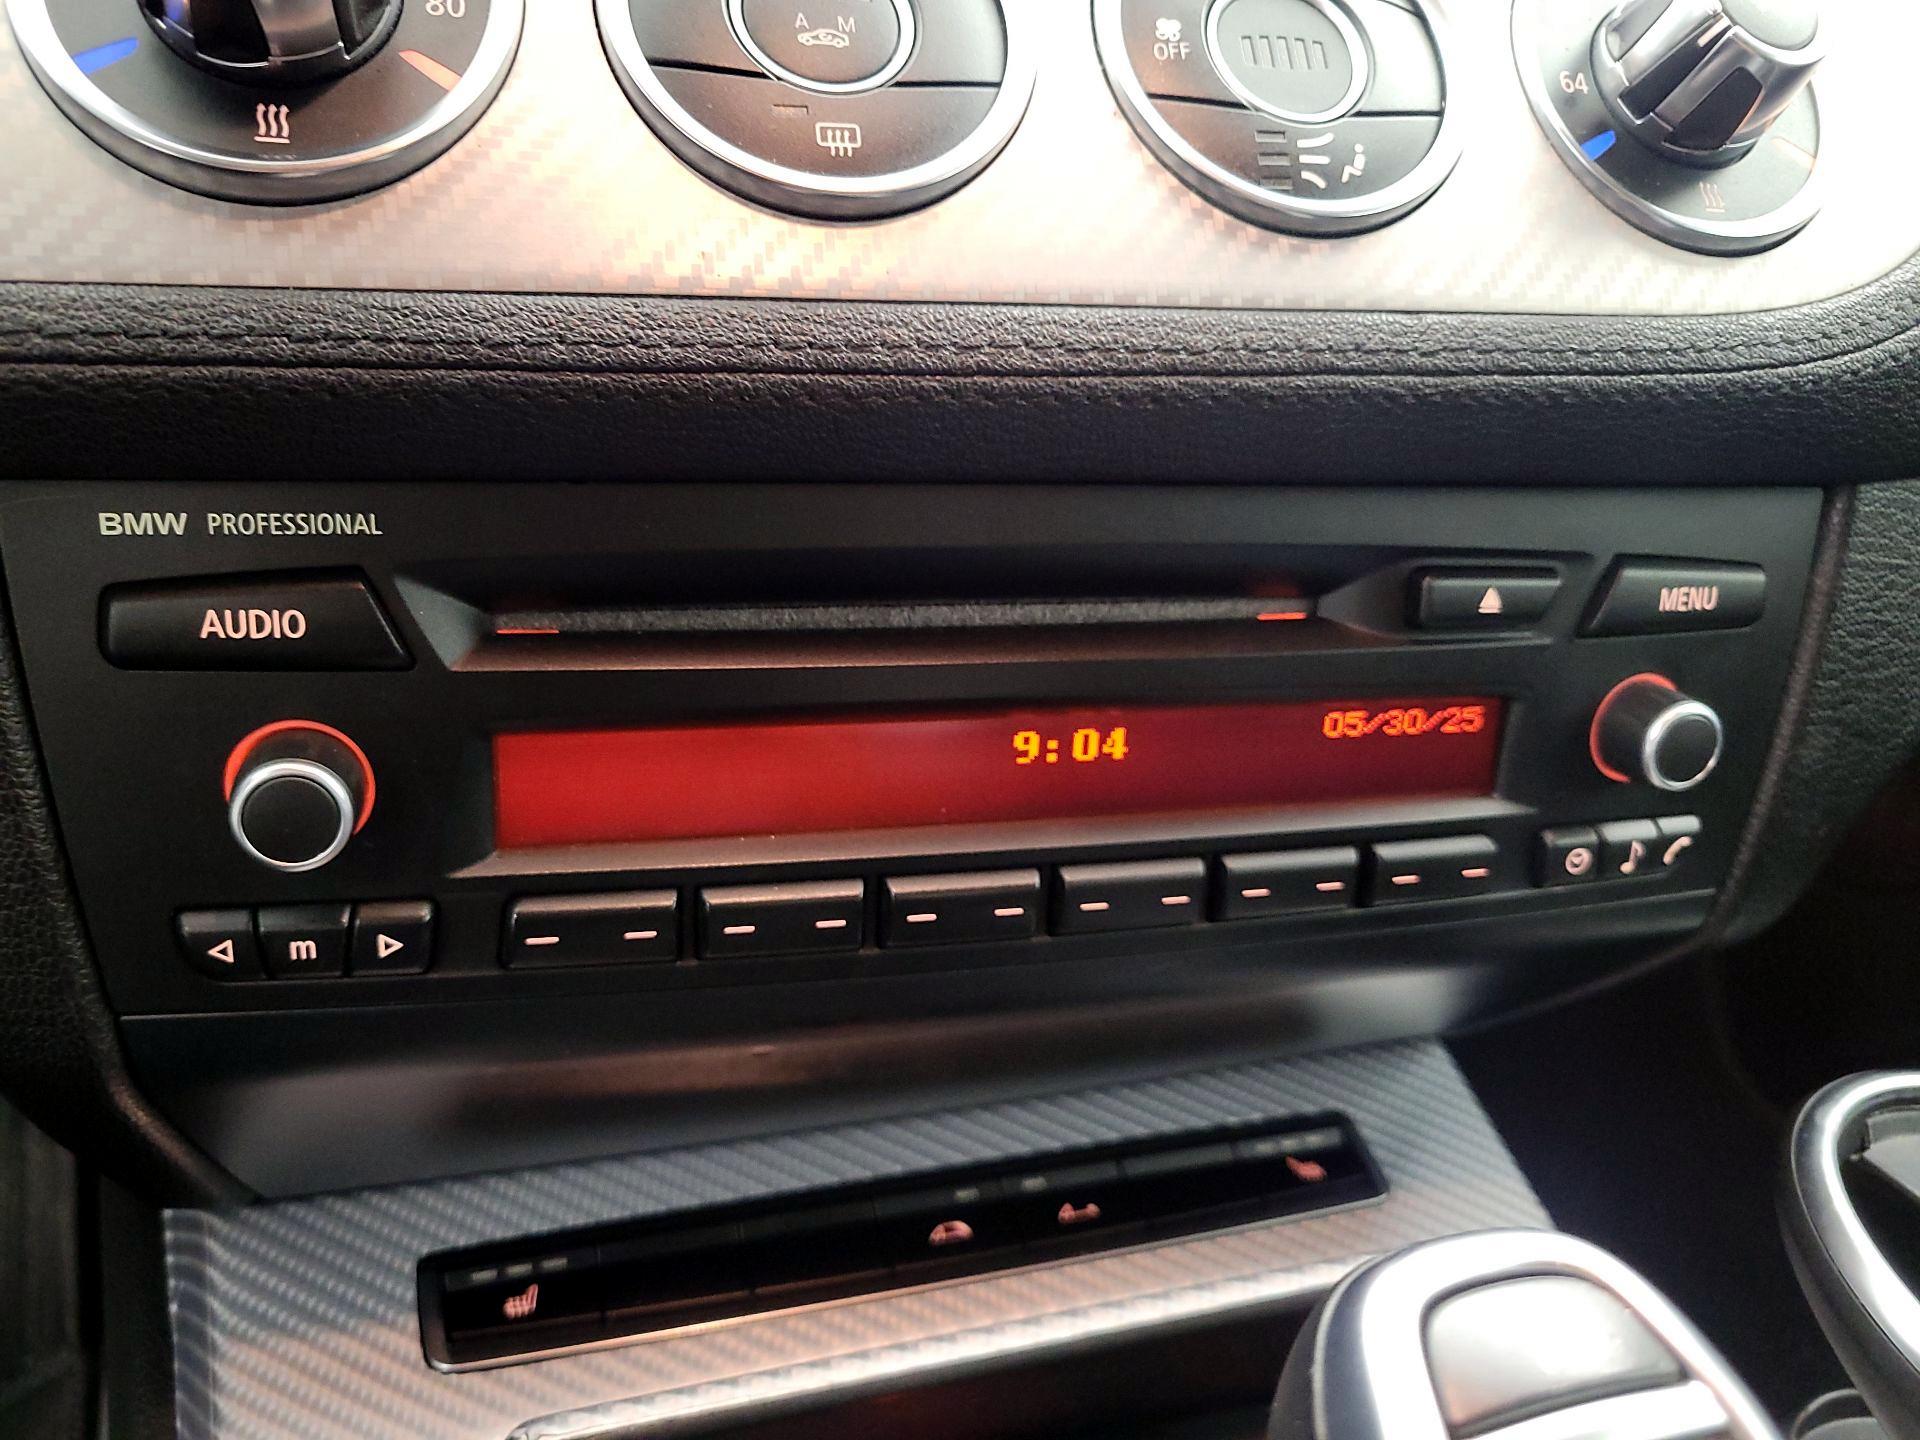 80
A M
OFF
64
BMW PROFESSIONAL
AUDIO
MENU
9:04
05/30/25
m